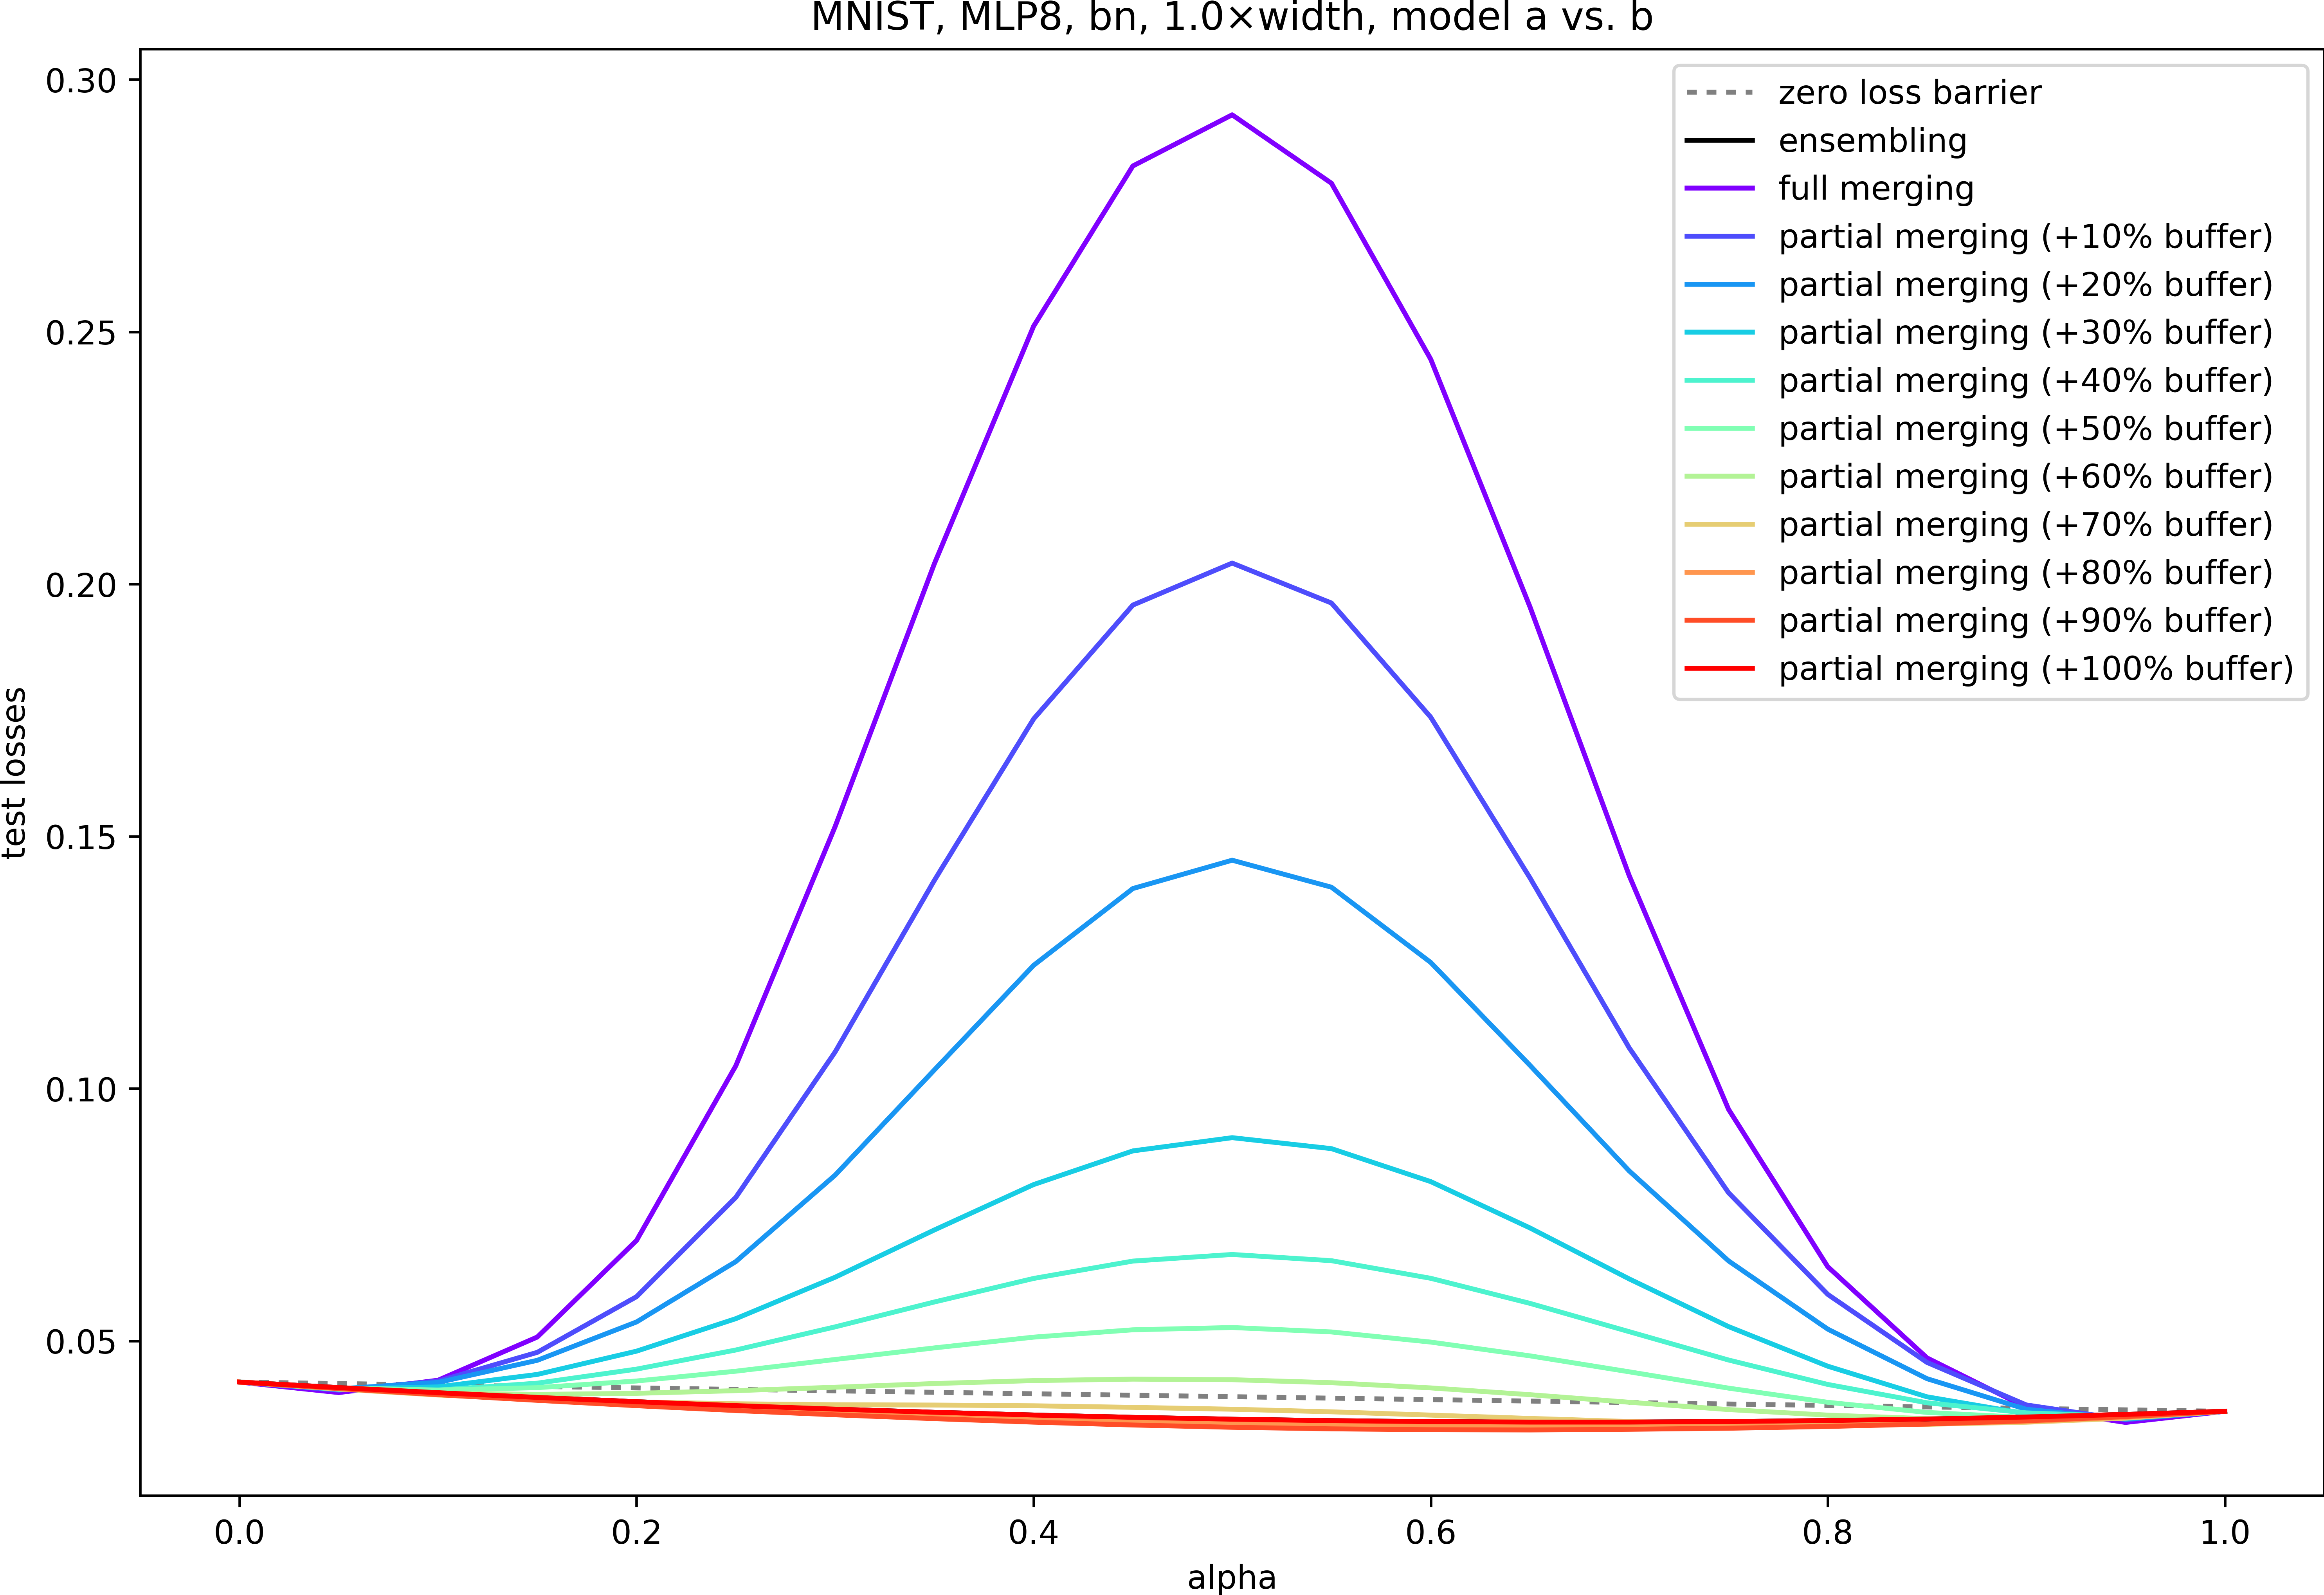 MNIST, MLP8, bn, 1.0×width, model a vs. b
0.30
0.25
0.20
0.15
0.10
0.05
test losses
zero loss barrier
ensembling
full merging
partial merging (+10% buffer)
partial merging (+20% buffer)
partial merging (+30% buffer)
partial merging (+40% buffer)
partial merging (+50% buffer)
partial merging (+60% buffer)
partial merging (+70% buffer)
partial merging (+80% buffer)
partial merging (+90% buffer)
partial merging (+100% buffer)
0.0 0.2 0.4 0.6 0.8 1.0
alpha